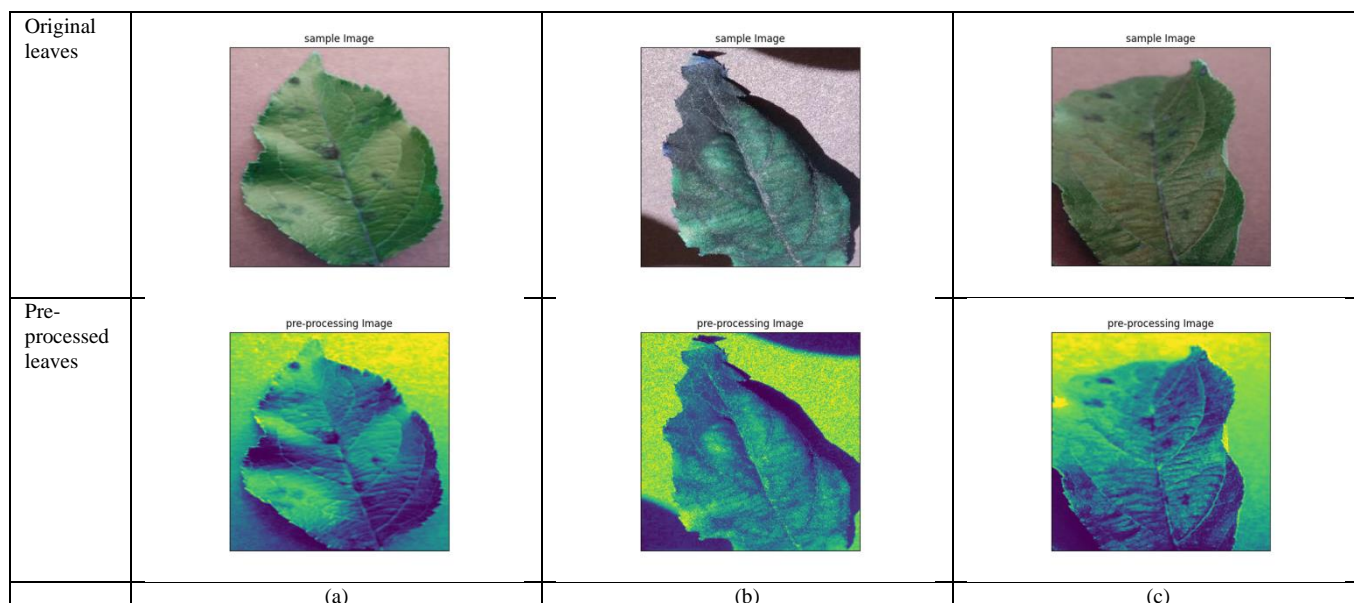 Original
leaves
sample Image
sample Image
sample Image
Pre-
processed
leaves
pre-processing Image
pre-processing Image
pre-processing Image
(a)
(b)
(c)